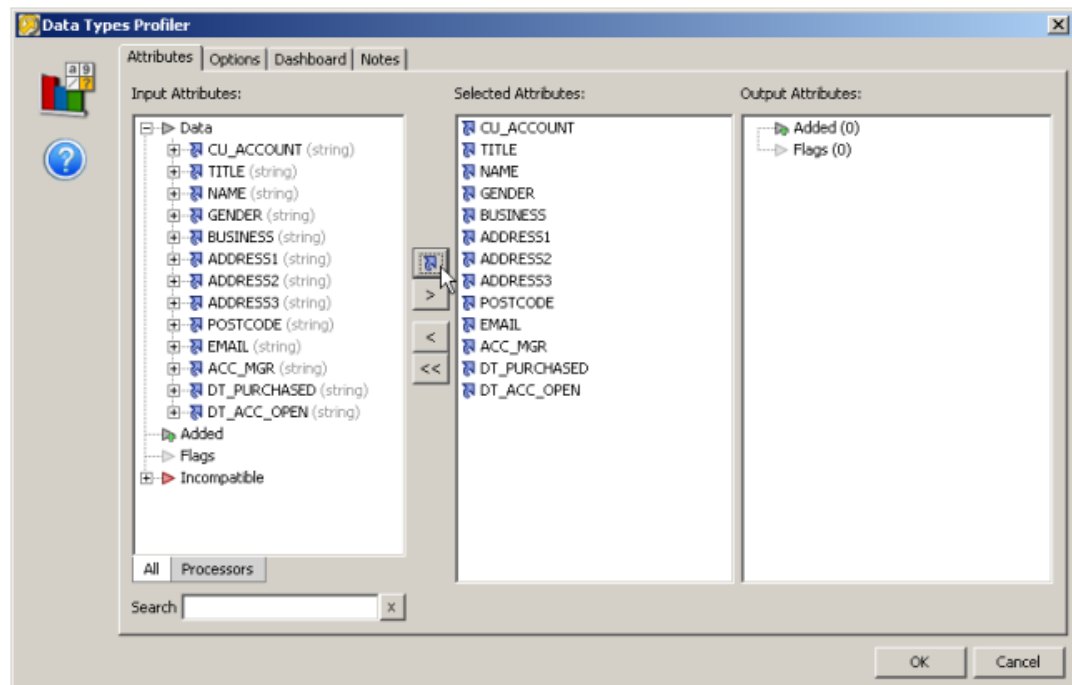 Data Types Profiler
Attributes Options Dashboard Notes
Input Attributes:
Data
CU_ACCOUNT (string)
TITLE (string)
NAME (string)
GENDER (string)
BUSINESS (string)
ADDRESS1 (string)
ADDRESS2 (string)
ADDRESS3 (string)
POSTCODE (string)
EMAIL (string)
ACC_MGR (string)
DT_PURCHASED (string)
DT_ACC_OPEN (string)
Added
Flags
Incompatible
All Processors
Search x
>
<
<<
Selected Attributes:
CU_ACCOUNT
TITLE
NAME
GENDER
BUSINESS
ADDRESS1
ADDRESS2
ADDRESS3
POSTCODE
EMAIL
ACC_MGR
DT_PURCHASED
DT_ACC_OPEN
Output Attributes:
Added (0)
Flags (0)
OK Cancel